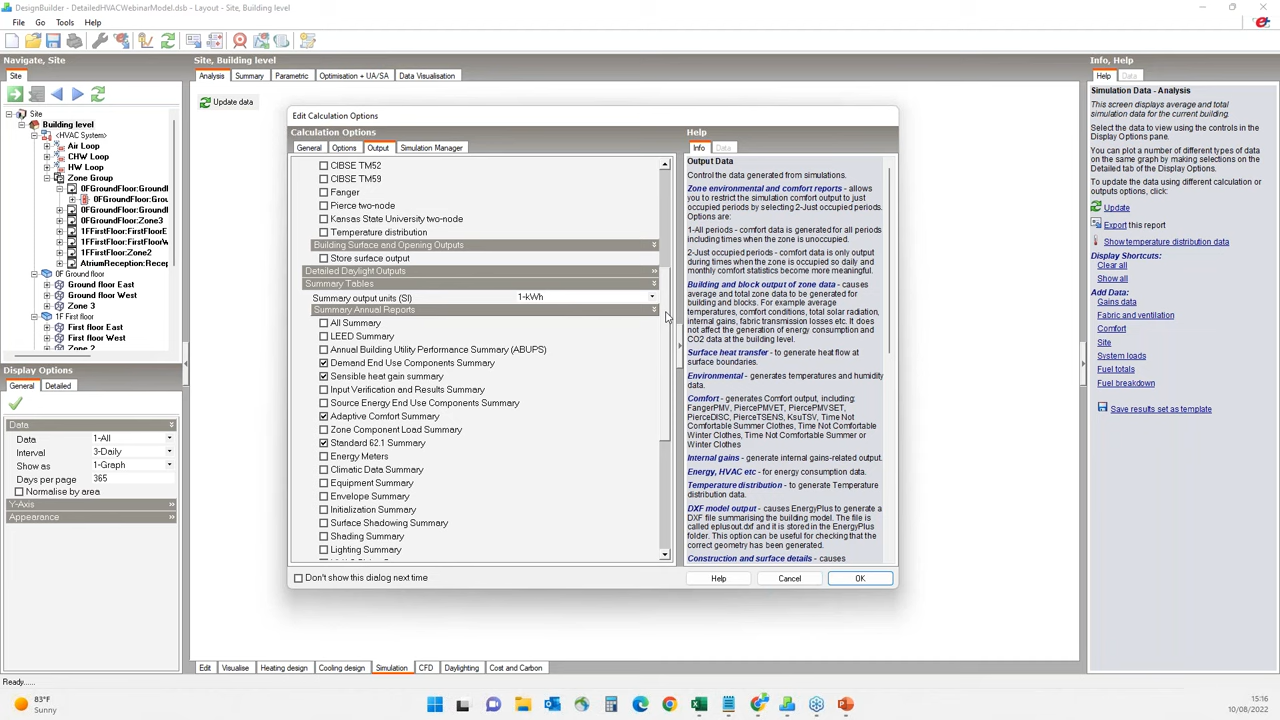 DesignBuilder - DetailedHVACWebinarModel.dsb - Layout - Site, Building level
File Go Tools Help
Navigate, Site
Site
Site
Building level
<HVAC System>
Air Loop
CHW Loop
HW Loop
Zone Group
0FGroundFloor:Groun
0FGroundFloor:Gro
0FGroundFloor:Ground
0FGroundFloor:Zone3
1FFirstFloor:FirstFloorE
1FFirstFloor:FirstFloorW
1FFirstFloor:Zone2
AtriumReception:Recep
0F Ground floor
Ground floor East
Ground floor West
Zone 3
1F First floor
First floor East
First floor West
Zone 2
Display Options
General Detailed
Data
Data 1-All
Interval 3-Daily
Show as 1-Graph
Days per page 365
Normalise by area
Y-Axis
Appearance
Site, Building level
Analysis Summary Parametric Optimisation + UA/SA Data Visualisation
Update data
Edit Calculation Options
Calculation Options
General Options Output Simulation Manager
CIBSE TM52
CIBSE TM59
Fanger
Pierce two-node
Kansas State University two-node
Temperature distribution
Building Surface and Opening Outputs
Store surface output
Detailed Daylight Outputs
Summary Tables
Summary output units (SI) 1-kWh
Summary Annual Reports
All Summary
LEED Summary
Annual Building Utility Performance Summary (ABUPS)
Demand End Use Components Summary
Sensible heat gain summary
Input Verification and Results Summary
Source Energy End Use Components Summary
Adaptive Comfort Summary
Zone Component Load Summary
Standard 62.1 Summary
Energy Meters
Climatic Data Summary
Equipment Summary
Envelope Summary
Initialization Summary
Surface Shadowing Summary
Shading Summary
Lighting Summary
Don't show this dialog next time
Help
Info Data
Output Data
Control the data generated from simulations.
Zone environmental and comfort reports - allows
you to restrict the simulation comfort output to just
occupied periods by selecting 2-Just occupied periods.
Options are:
1-All periods - comfort data is generated for all periods
including times when the zone is unoccupied.
2-Just occupied periods - comfort data is only output
during times when the zone is occupied so daily and
monthly comfort statistics become more meaningful.
Building and block output of zone data - causes
average and total zone data to be generated for
building and blocks. For example average
temperatures, comfort conditions, total solar radiation,
internal gains, fabric transmission losses etc. It does
not affect the generation of energy consumption and
CO2 data at the building level.
Surface heat transfer - to generate heat flow at
surface boundaries.
Environmental - generates temperatures and humidity
data.
Comfort - generates Comfort output, including:
FangerPMV, PiercePMVET, PiercePMVSET,
PierceDISC, PierceTSENS, KsuTSV, Time Not
Comfortable Summer Clothes, Time Not Comfortable
Winter Clothes, Time Not Comfortable Summer or
Winter Clothes
Internal gains - generate internal gains-related output.
Energy, HVAC etc - for energy consumption data.
Temperature distribution - to generate Temperature
distribution data.
DXF model output - causes EnergyPlus to generate a
DXF file summarising the building model. The file is
called eplusout.dxf and it is stored in the EnergyPlus
folder. This option can be useful for checking that the
correct geometry has been generated.
Construction and surface details - causes
Help Cancel OK
Edit Visualise Heating design Cooling design Simulation CFD Daylighting Cost and Carbon
Info, Help
Help Data
Simulation Data - Analysis
This screen displays average and total
simulation data for the current building.
Select the data to view using the controls in the
Display Options pane.
You can plot a number of different types of data
on the same graph by making selections on the
Detailed tab of the Display Options.
To update the data using different calculation or
outputs options, click:
Update
Export this report
Show temperature distribution data
Display Shortcuts:
Clear all
Show all
Add Data:
Gains data
Fabric and ventilation
Comfort
Site
System loads
Fuel totals
Fuel breakdown
Save results set as template
Ready......
83°F
Sunny
15:16
10/08/2022